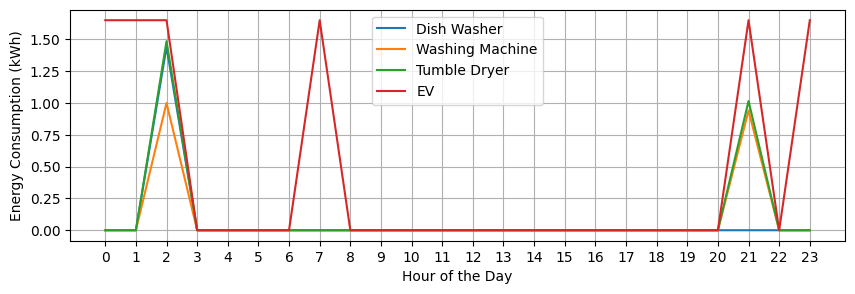 Energy Consumption (kWh)
1.50
1.25
1.00
0.75
0.50
0.25
0.00
Dish Washer
Washing Machine
Tumble Dryer
EV
0 1 2 3 4 5 6 7 8 9 10 11 12 13 14 15 16 17 18 19 20 21 22 23
Hour of the Day